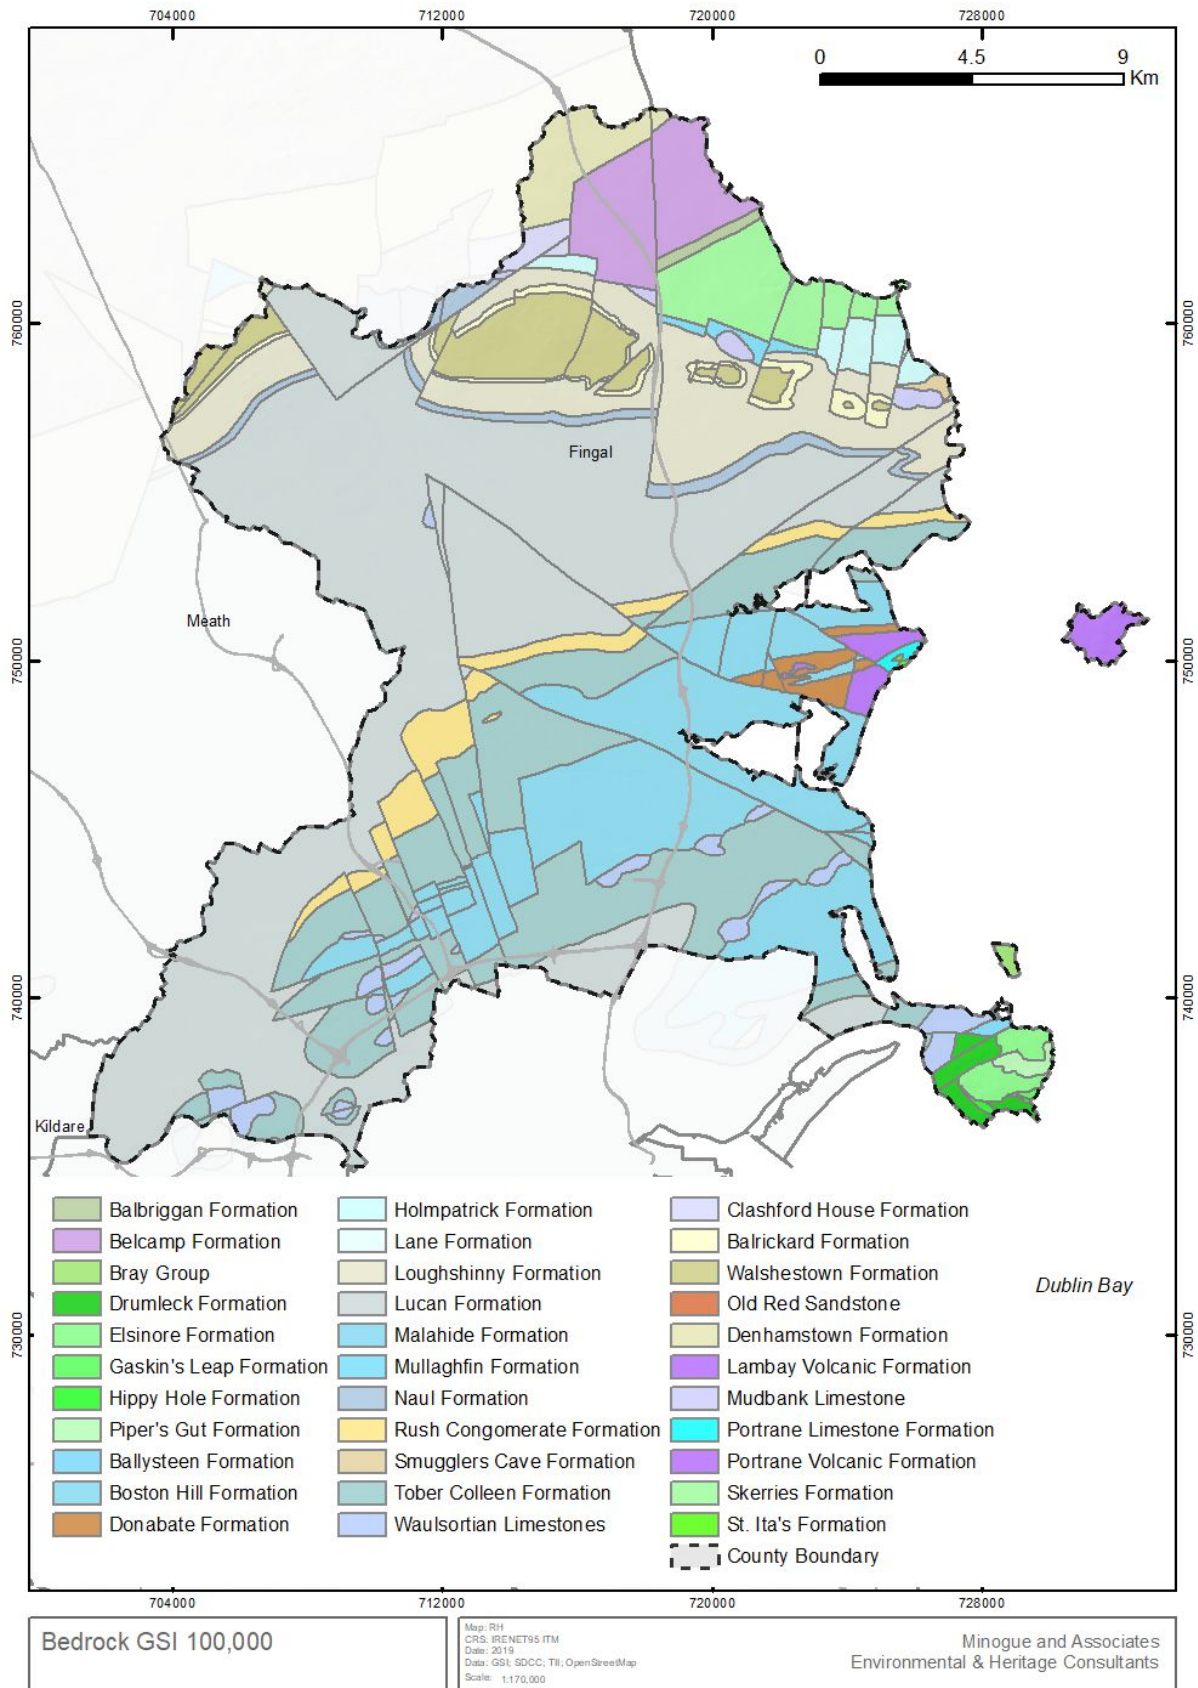 704000 712000 720000 728000
0 4.5 9
Km
760000 760000
Fingal
Meath
750000 750000
740000 740000
Kildare
Balbriggan Formation Holmpatrick Formation Clashford House Formation
Belcamp Formation Lane Formation Balrickard Formation
Bray Group Loughshinny Formation Walshestown Formation
Dublin Bay
Drumleck Formation Lucan Formation Old Red Sandstone
730000 730000
Elsinore Formation Malahide Formation Denhamstown Formation
Gaskin's Leap Formation Mullaghfin Formation Lambay Volcanic Formation
Hippy Hole Formation Naul Formation Mudbank Limestone
Piper's Gut Formation Rush Congomerate Formation Portrane Limestone Formation
Ballysteen Formation Smugglers Cave Formation Portrane Volcanic Formation
Boston Hill Formation Tober Colleen Formation Skerries Formation
Donabate Formation Waulsortian Limestones St. Ita's Formation
County Boundary
704000 712000 720000 728000
Bedrock GSI 100,000
Map: RH
CRS: IRENET95 ITM
Date: 2019
Data: GSI; SDCC; TII; OpenStreetMap
Scale: 1:170,000
Minogue and Associates
Environmental & Heritage Consultants